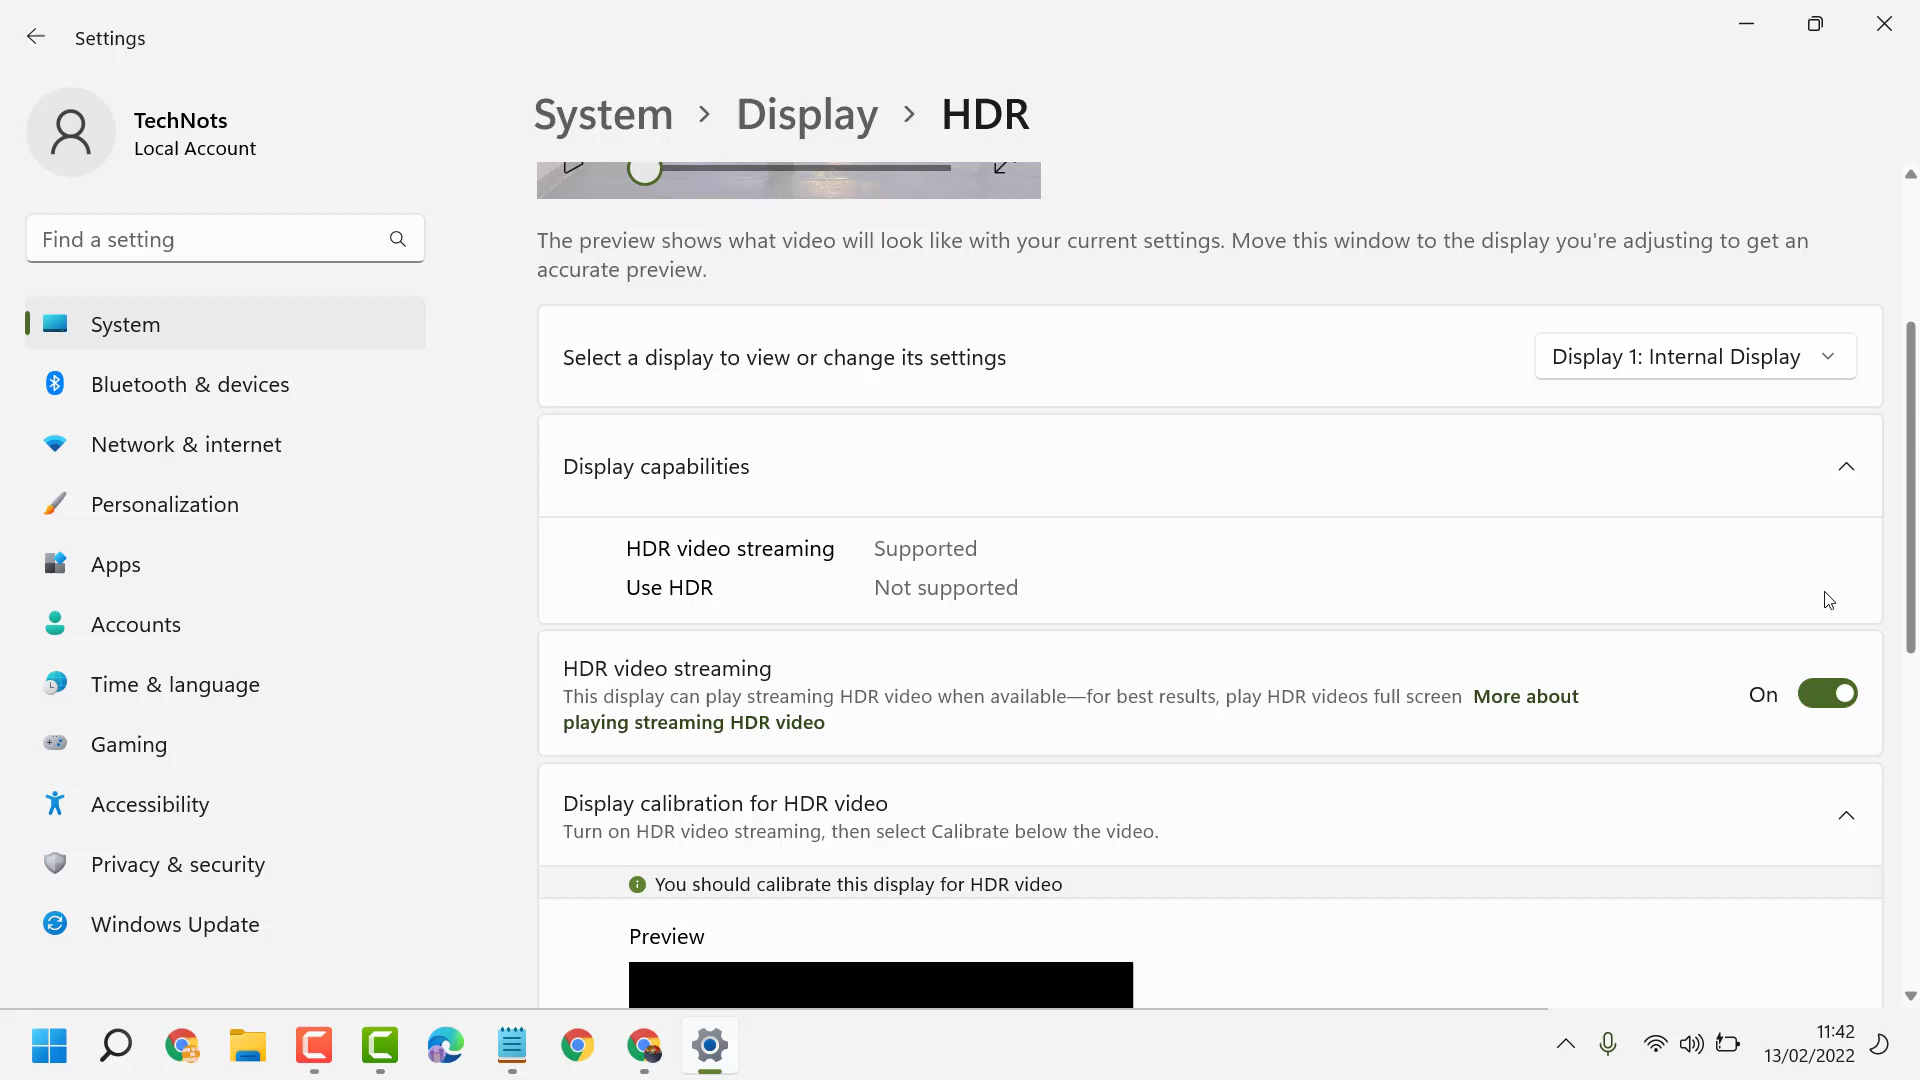 Settings
TechNots
Local Account
Find a setting
System
Bluetooth & devices
Network & internet
Personalization
Apps
Accounts
Time & language
Gaming
Accessibility
Privacy & security
Windows Update
System › Display › HDR
The preview shows what video will look like with your current settings. Move this window to the display you're adjusting to get an
accurate preview.
Select a display to view or change its settings
Display 1: Internal Display
Display capabilities
HDR video streaming Supported
Use HDR Not supported
HDR video streaming
This display can play streaming HDR video when available—for best results, play HDR videos full screen More about
playing streaming HDR video
On
Display calibration for HDR video
Turn on HDR video streaming, then select Calibrate below the video.
You should calibrate this display for HDR video
Preview
11:42
13/02/2022